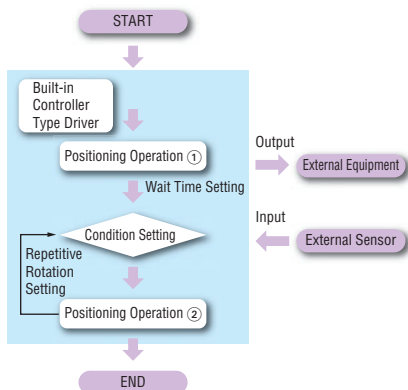 START
Built-in
Controller
Type Driver
Positioning Operation ①
Output
External Equipment
Wait Time Setting
Input
Condition Setting
External Sensor
Repetitive
Rotation
Setting
Positioning Operation ②
END